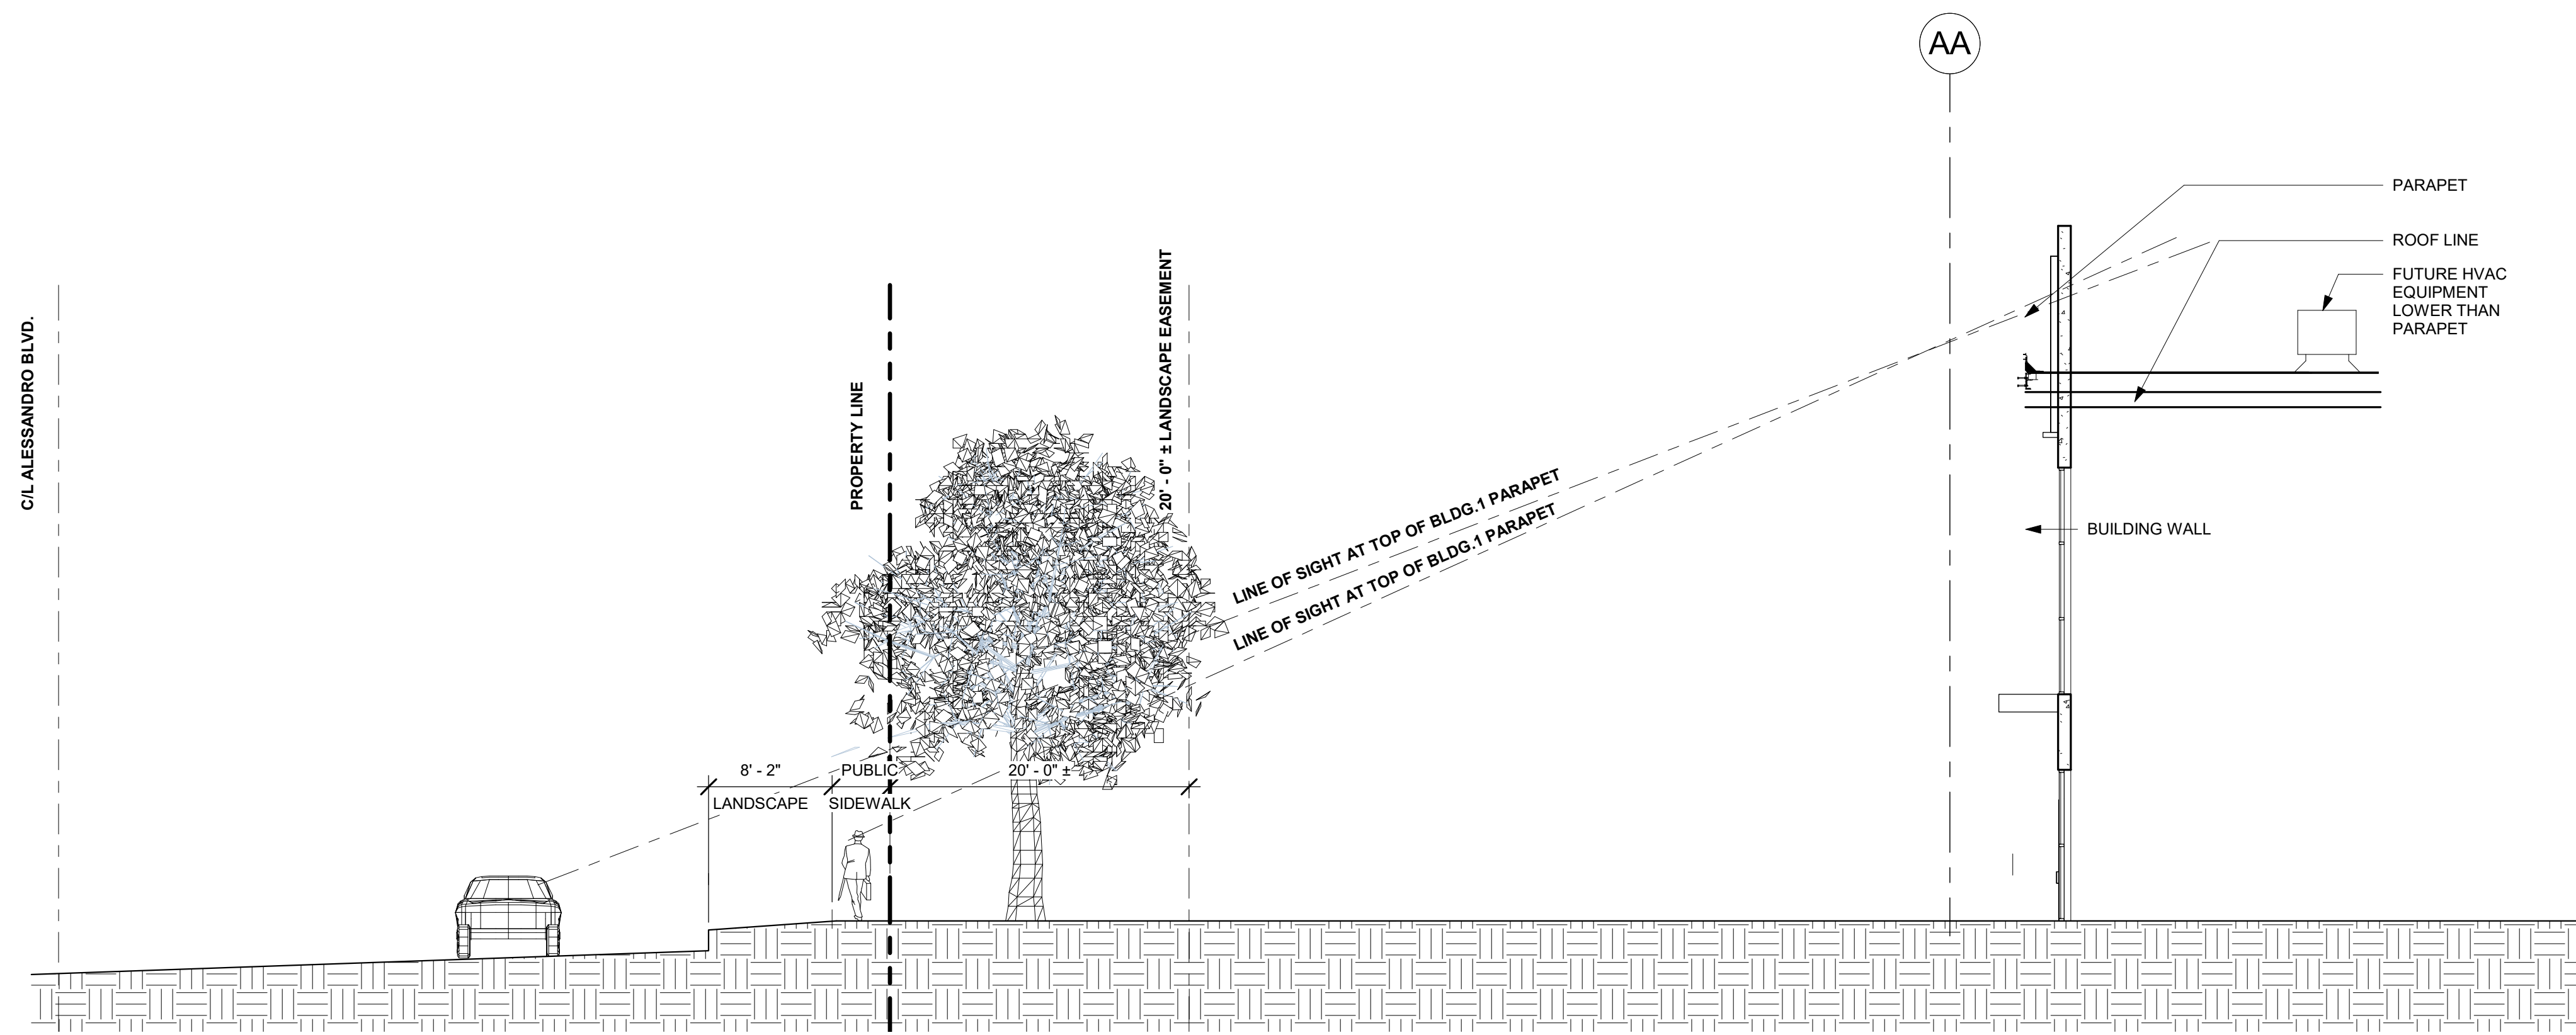 AA
PARAPET
ROOF LINE
FUTURE HVAC
EQUIPMENT
LOWER THAN
PARAPET
C/L ALESSANDRO BLVD.
PROPERTY LINE
20' - 0" ± LANDSCAPE EASEMENT
LINE OF SIGHT AT TOP OF BLDG.1 PARAPET
LINE OF SIGHT AT TOP OF BLDG.1 PARAPET
BUILDING WALL
8' - 2"
PUBLIC
20' - 0" ±
LANDSCAPE
SIDEWALK